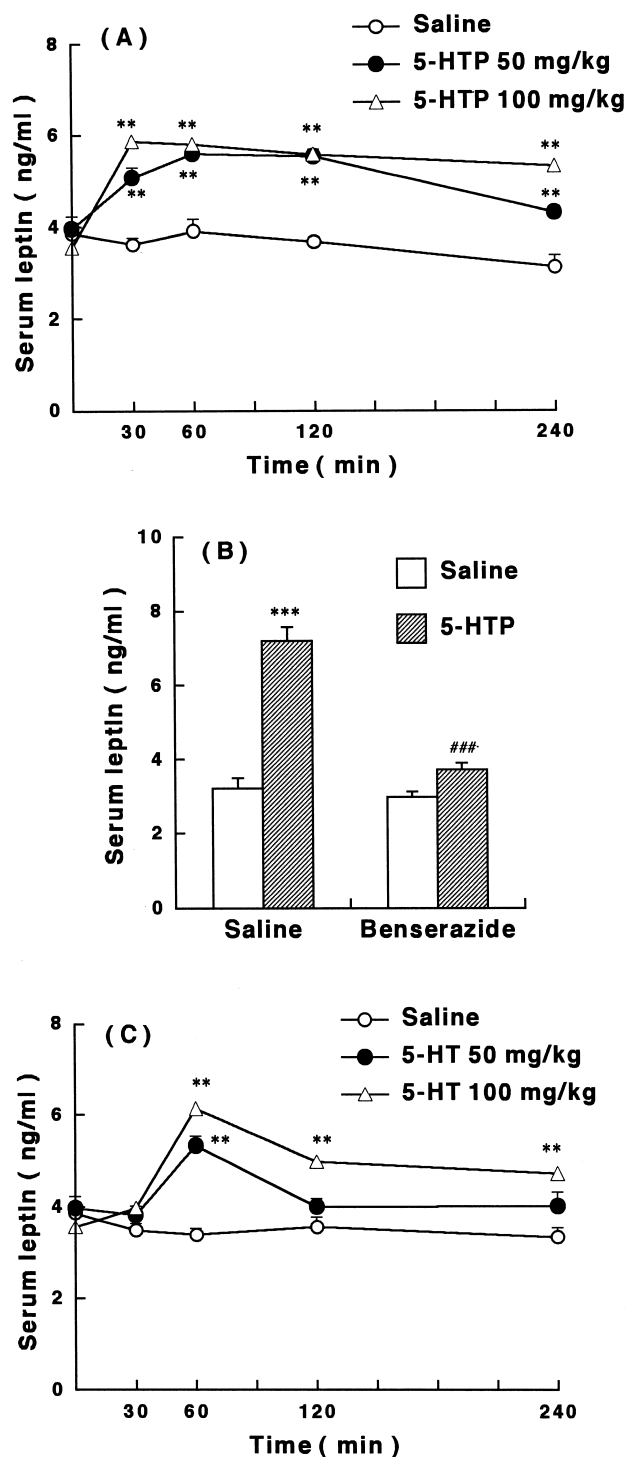 (A)
Saline
5-HTP 50 mg/kg
5-HTP 100 mg/kg
Serum leptin ( ng/ml )
8
6
4
2
0
** ** ** **
** ** ** **
30 60 120 240
Time ( min )
(B)
Saline
5-HTP
Serum leptin ( ng/ml )
10
8
6
4
2
0
***
###
Saline Benserazide
(C)
Saline
5-HT 50 mg/kg
5-HT 100 mg/kg
Serum leptin ( ng/ml )
8
6
4
2
0
** ** ** **
30 60 120 240
Time ( min )